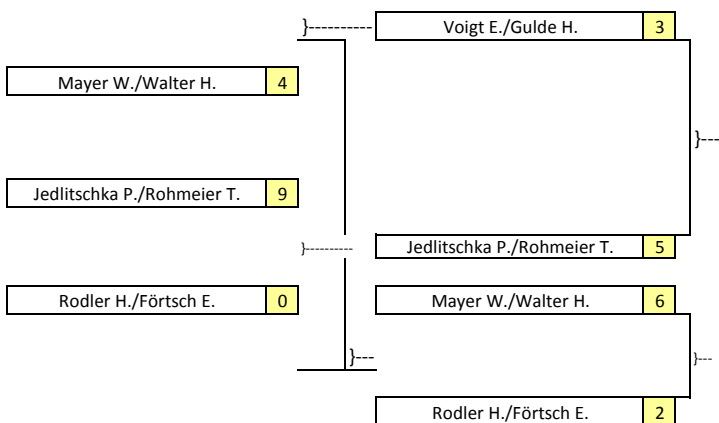 }---------- Voigt E./Gulde H. 3
Mayer W./Walter H. 4
}---
Jedlitschka P./Rohmeier T. 9
}---------- Jedlitschka P./Rohmeier T. 5
Rodler H./Förtsch E. 0
Mayer W./Walter H. 6
}---
}---
Rodler H./Förtsch E. 2